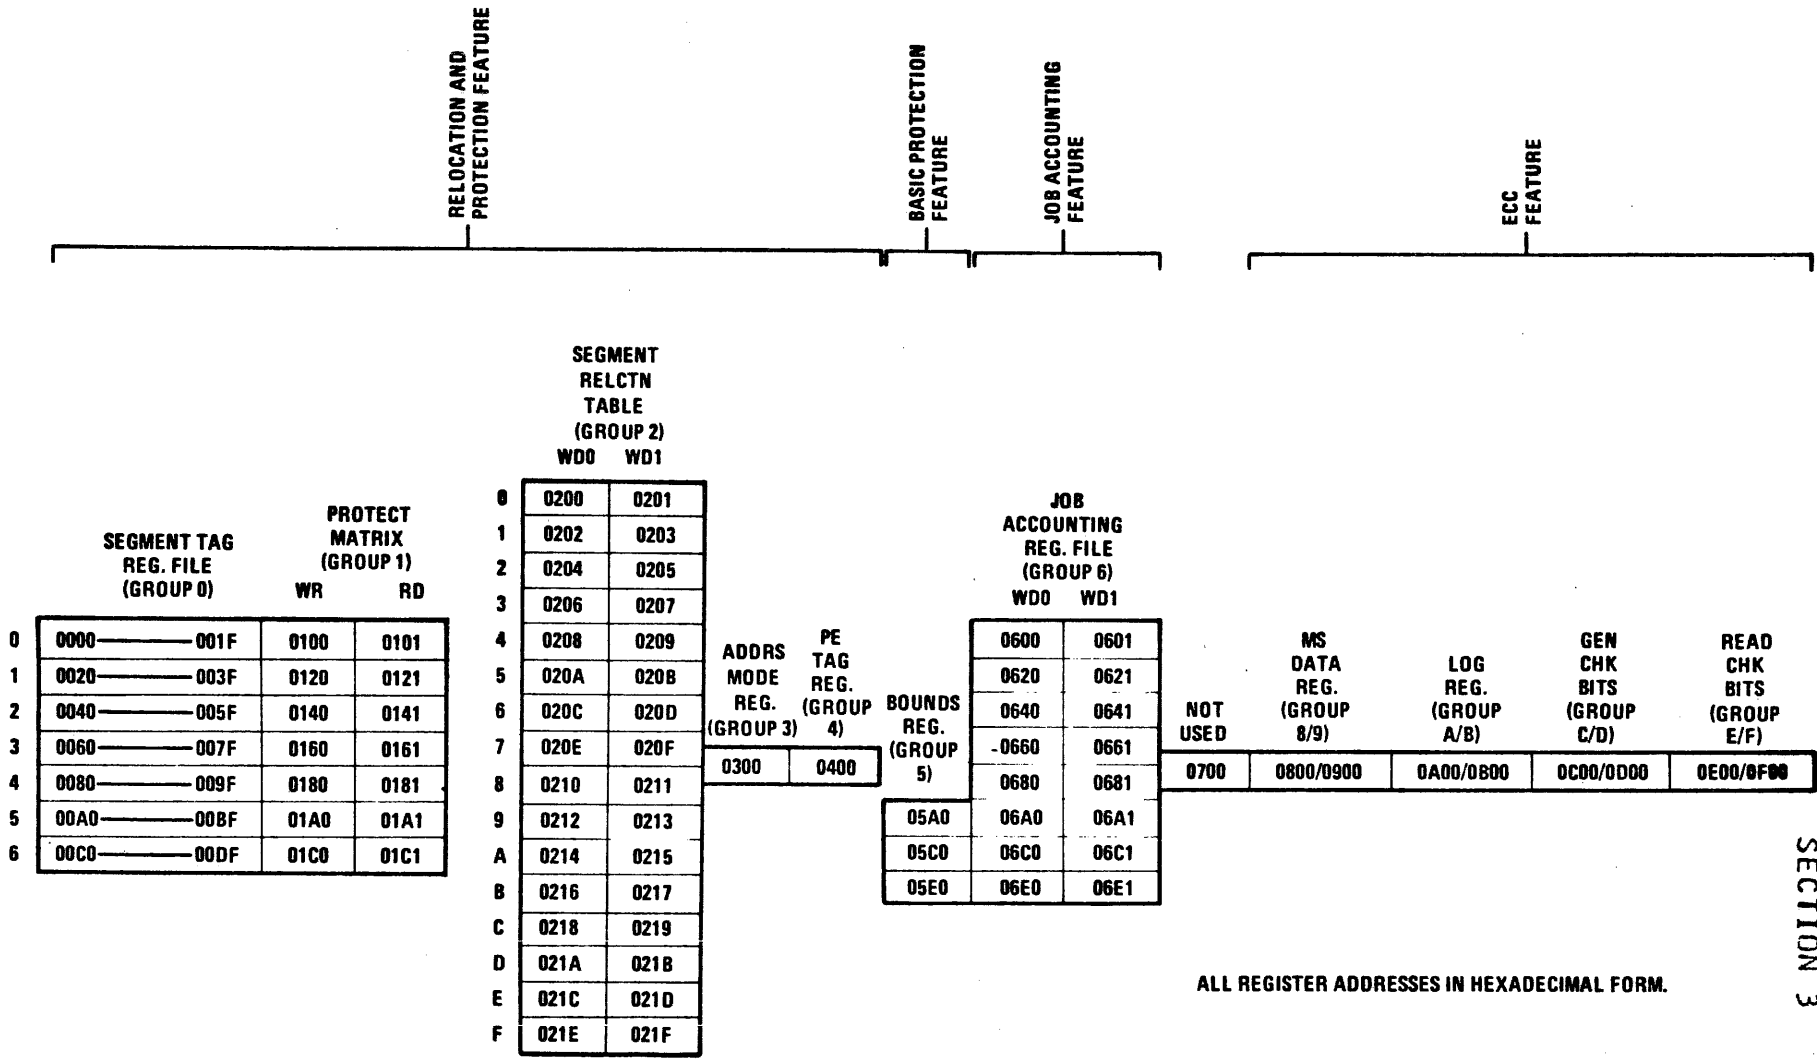 RELOCATION AND
PROTECTION FEATURE
BASIC PROTECTION
FEATURE
JOB ACCOUNTING
FEATURE
ECC
FEATURE
SEGMENT TAG
REG. FILE
(GROUP 0)
PROTECT
MATRIX
(GROUP 1)
WR RD
0 0000 001F 0100 0101
1 0020 003F 0120 0121
2 0040 005F 0140 0141
3 0060 007F 0160 0161
4 0080 009F 0180 0181
5 00A0 00BF 01A0 01A1
6 00C0 00DF 01C0 01C1
SEGMENT
RELCTN
TABLE
(GROUP 2)
WD0 WD1
0 0200 0201
1 0202 0203
2 0204 0205
3 0206 0207
4 0208 0209
5 020A 020B
6 020C 020D
7 020E 020F
8 0210 0211
9 0212 0213
A 0214 0215
B 0216 0217
C 0218 0219
D 021A 021B
E 021C 021D
F 021E 021F
ADDRS
MODE
REG.
(GROUP 3)
0300
PE
TAG
REG.
(GROUP
4)
0400
BOUNDS
REG.
(GROUP
5)
05A0
05C0
05E0
JOB
ACCOUNTING
REG. FILE
(GROUP 6)
WD0 WD1
0600 0601
0620 0621
0640 0641
0660 0661
0680 0681
06A0 06A1
06C0 06C1
06E0 06E1
NOT
USED
0700
MS
DATA
REG.
(GROUP
8/9)
0800/0900
LOG
REG.
(GROUP
A/B)
0A00/0B00
GEN
CHK
BITS
(GROUP
C/D)
0C00/0D00
READ
CHK
BITS
(GROUP
E/F)
0E00/0F00
ALL REGISTER ADDRESSES IN HEXADECIMAL FORM.
SECTION 3